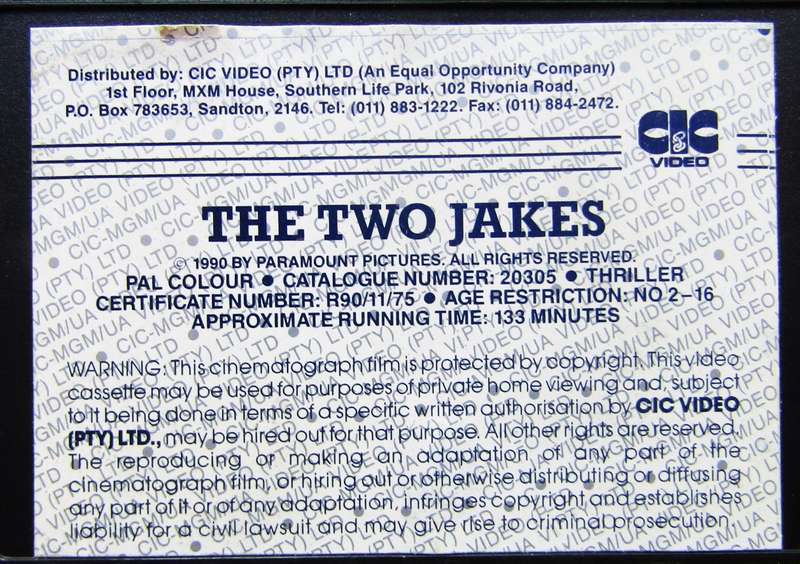 Distributed by: CIC VIDEO (PTY) LTD (An Equal Opportunity Company)
1st Floor, MXM House, Southern Life Park, 102 Rivonia Road,
P.O. Box 783653, Sandton, 2146. Tel: (011) 883-1222. Fax: (011) 884-2472.
CIC
VIDEO
THE TWO JAKES
© 1990 BY PARAMOUNT PICTURES. ALL RIGHTS RESERVED.
PAL COLOUR ● CATALOGUE NUMBER: 20305 ● THRILLER
CERTIFICATE NUMBER: R90/11/75 ● AGE RESTRICTION: NO 2–16
APPROXIMATE RUNNING TIME: 133 MINUTES
WARNING: This cinematograph film is protected by copyright. This video
cassette may be used for purposes of private home viewing and, subject
to it being done in terms of a specific written authorisation by CIC VIDEO
(PTY) LTD., may be hired out for that purpose. All other rights are reserved.
The reproducing or making an adaptation of any part of the
cinematograph film, or hiring out or otherwise distributing or diffusing
any part of it or of any adaptation, infringes copyright and establishes
liability for a civil lawsuit and may give rise to criminal prosecution.